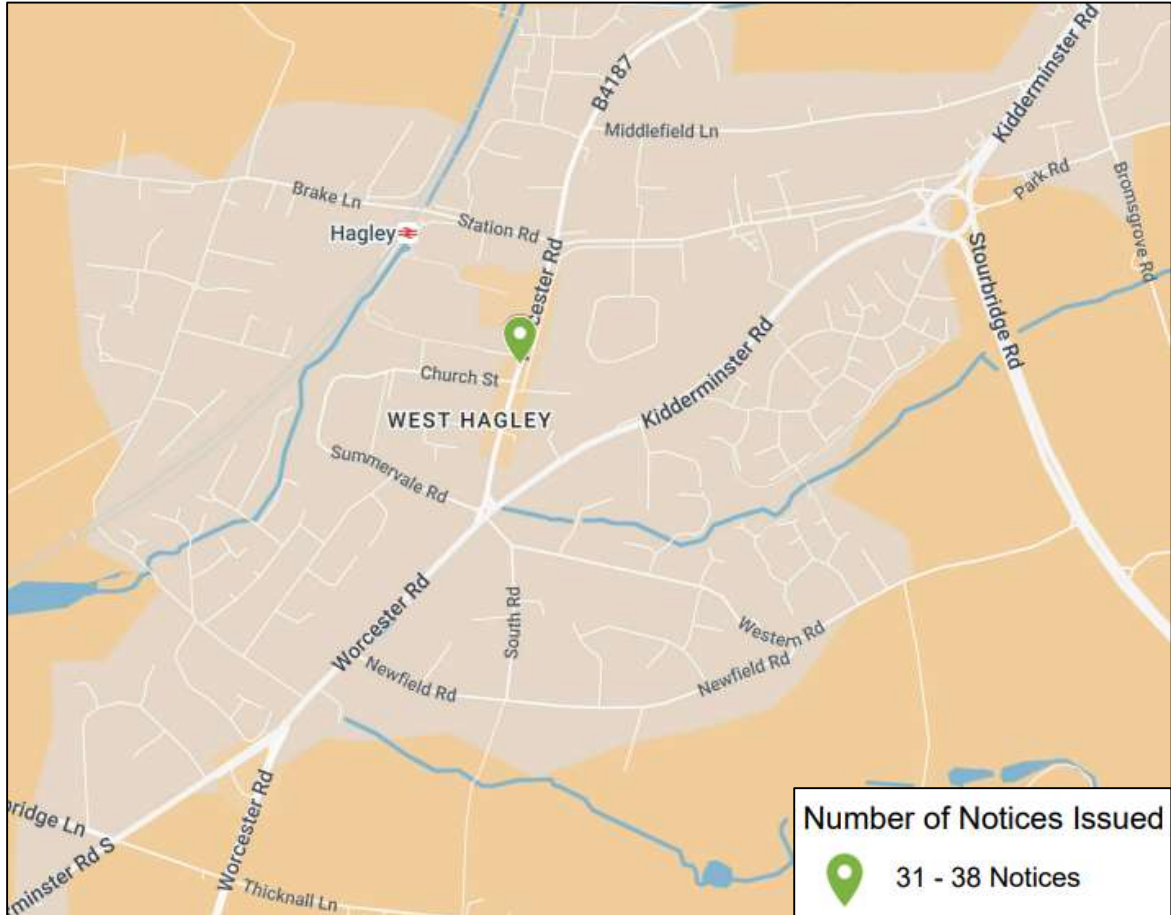 Kidderminster Rd
B4187
Middlefield Ln
Park Rd
Bromsgrove Rd
Brake Ln
Station Rd
Hagley
Stourbridge Rd
cester Rd
Church St
Kidderminster Rd
WEST HAGLEY
Summervale Rd
South Rd
Western Rd
Worcester Rd
Newfield Rd
Newfield Rd
Worcester Rd
bridge Ln
rminster Rd S
Thicknall Ln
Number of Notices Issued
31 - 38 Notices